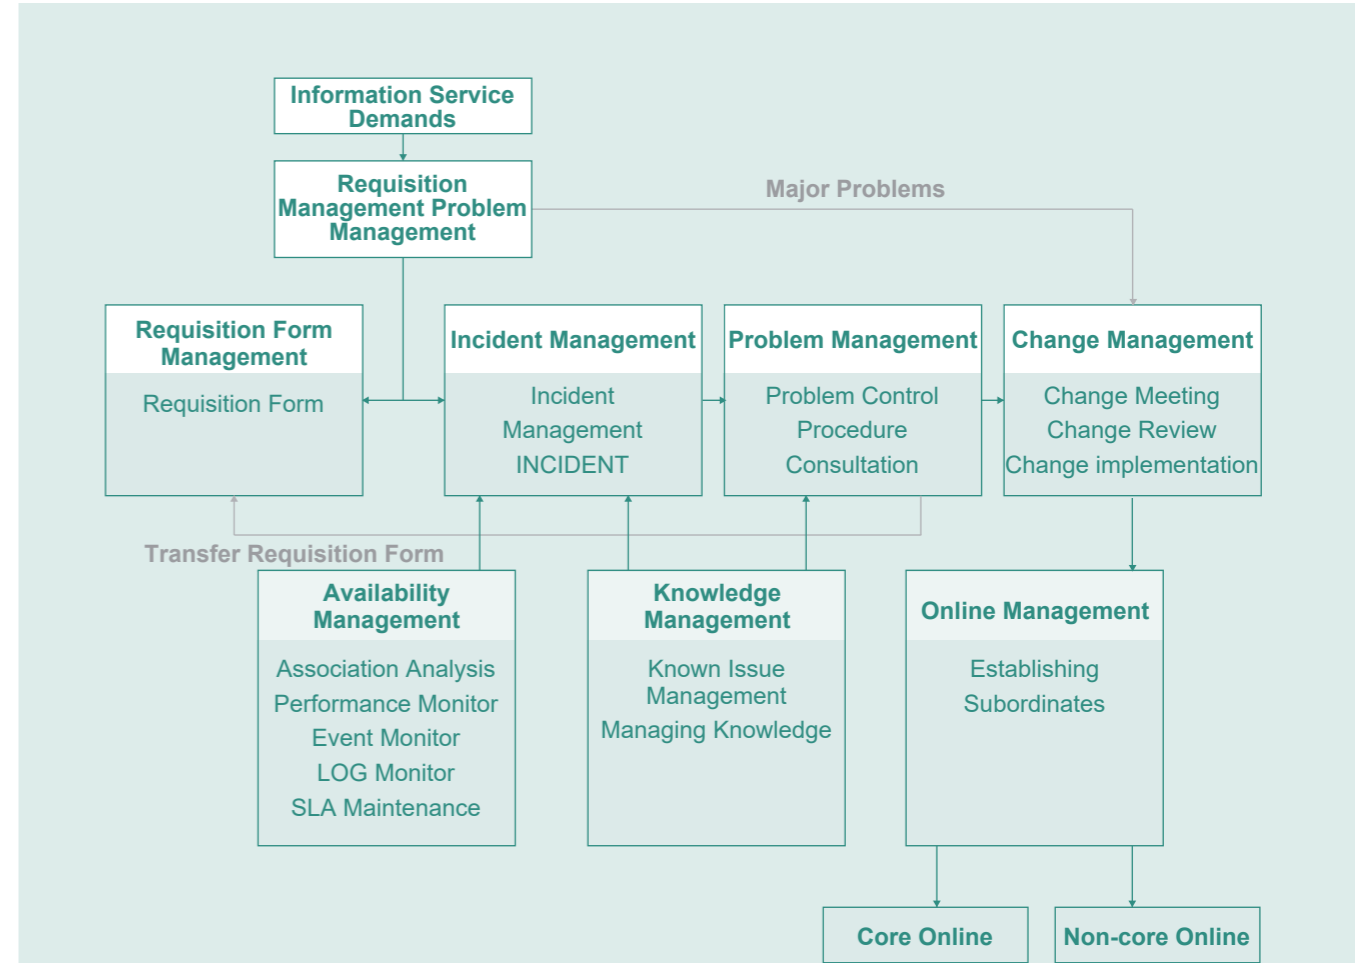 Information Service
Demands
Requisition
Management Problem
Management
Major Problems
Requisition Form
Management
Requisition Form
Incident Management
Incident
Management
INCIDENT
Problem Management
Problem Control
Procedure
Consultation
Change Management
Change Meeting
Change Review
Change implementation
Transfer Requisition Form
Availability
Management
Association Analysis
Performance Monitor
Event Monitor
LOG Monitor
SLA Maintenance
Knowledge
Management
Known Issue
Management
Managing Knowledge
Online Management
Establishing
Subordinates
Core Online
Non-core Online